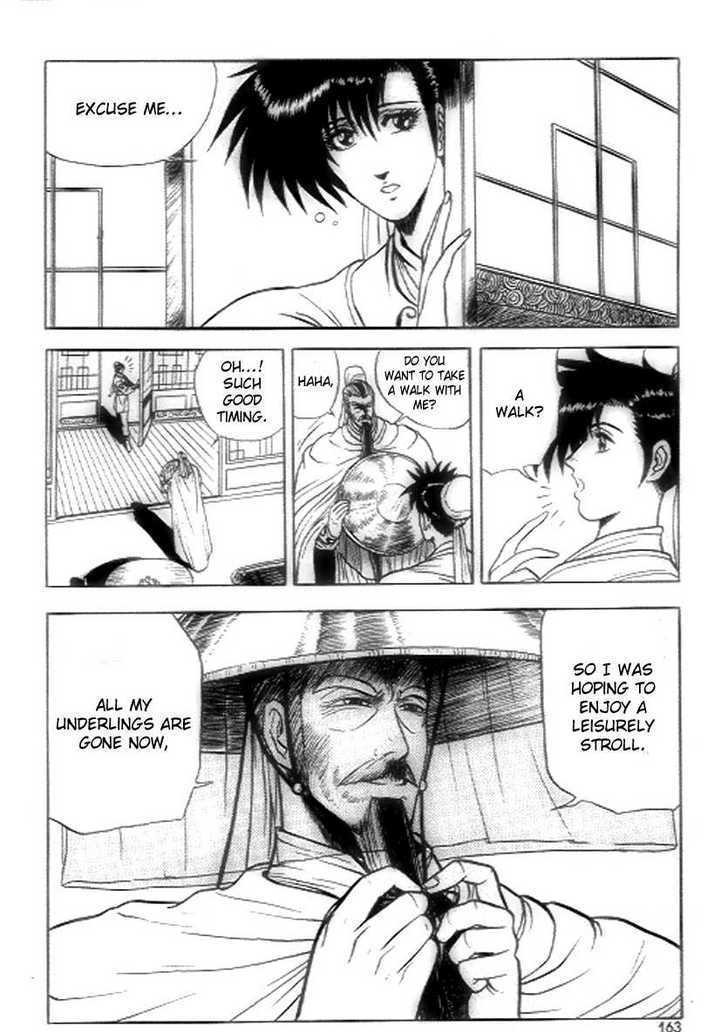 EXCUSE ME...
OH...!
SUCH
GOOD
TIMING.
HAHA,
DO YOU
WANT TO TAKE
A WALK WITH
ME?
A
WALK?
ALL MY
UNDERLINGS ARE
GONE NOW,
SO I WAS
HOPING TO
ENJOY A
LEISURELY
STROLL.
163